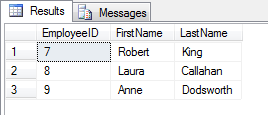 Results Messages
EmployeeID FirstName LastName
1 7 Robert King
2 8 Laura Callahan
3 9 Anne Dodsworth